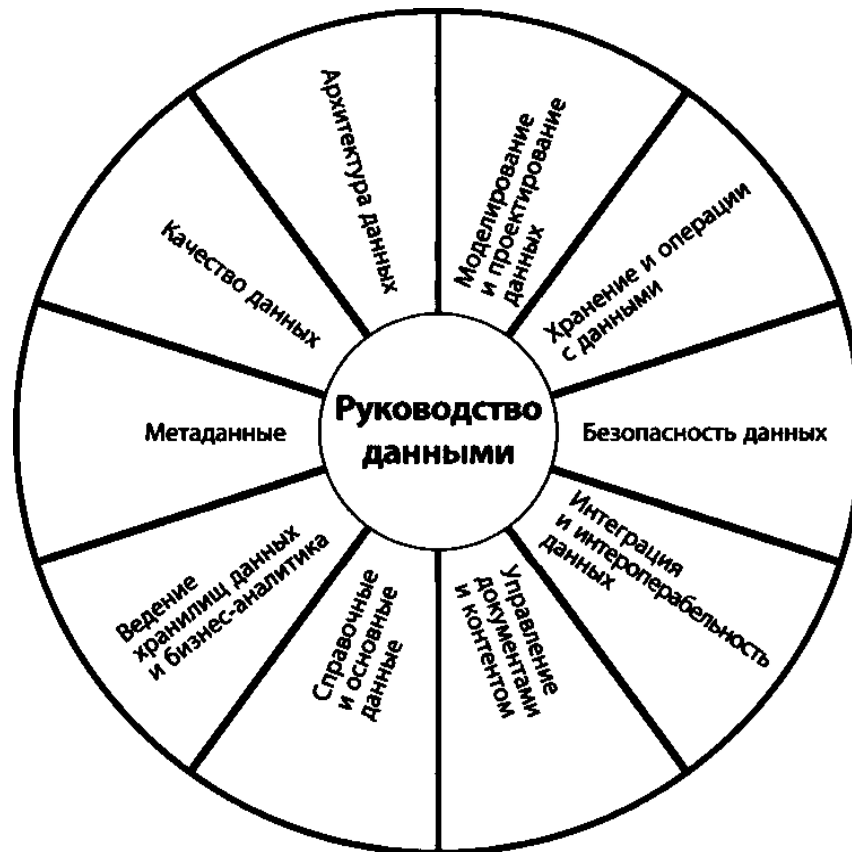 Архитектура данных
Моделирование
и проектирование
данных
Хранение и операции
с данными
Безопасность данных
Интеграция
и интероперабельность
данных
Управление
документами
и контентом
Справочные
и основные
данные
Ведение
хранилищ данных
и бизнес-аналитика
Метаданные
Качество данных
Руководство
данными